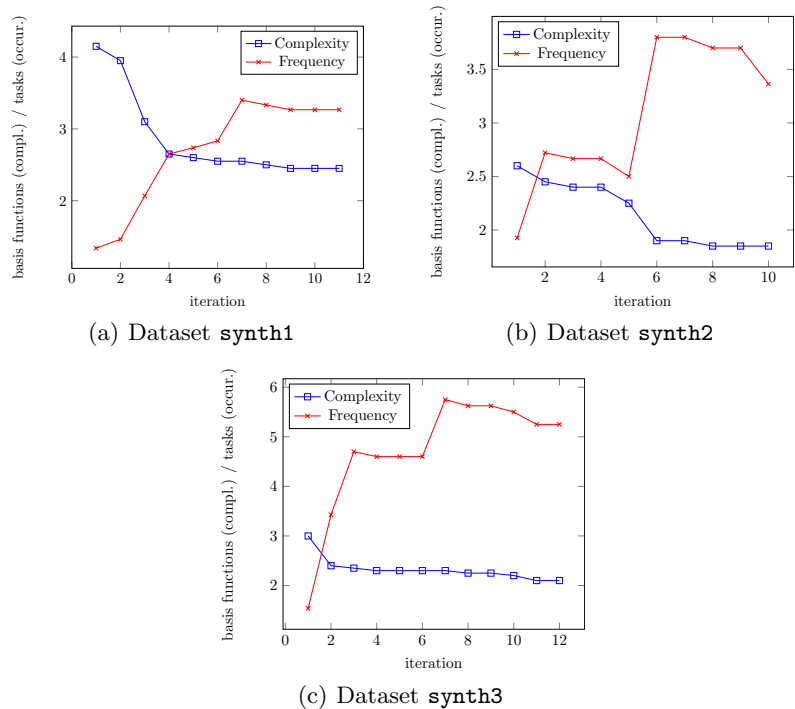 basis functions (compl.) / tasks (occur.)
4
3
2
Complexity
Frequency
0 2 4 6 8 10 12
iteration
(a) Dataset synth1
basis functions (compl.) / tasks (occur.)
3.5
3
2.5
2
Complexity
Frequency
2 4 6 8 10
iteration
(b) Dataset synth2
basis functions (compl.) / tasks (occur.)
6
5
4
3
2
Complexity
Frequency
0 2 4 6 8 10 12
iteration
(c) Dataset synth3